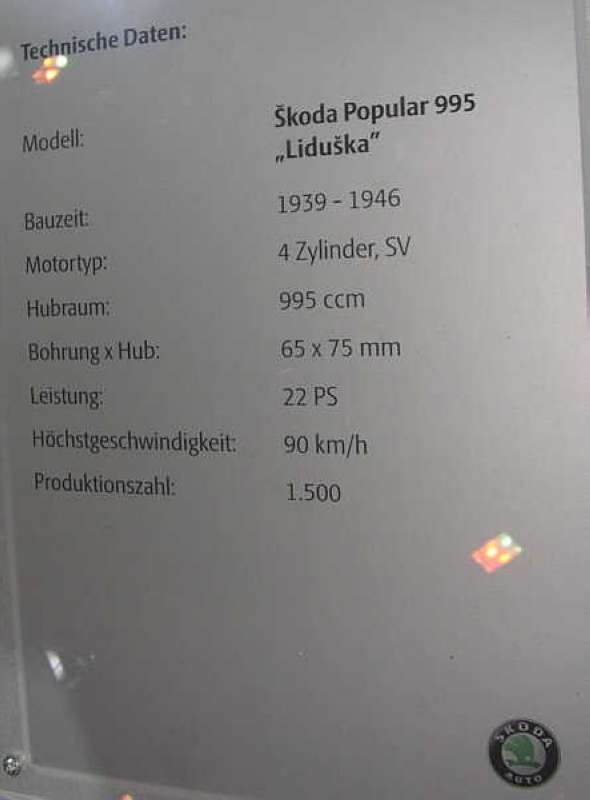 Technische Daten:
Modell: Škoda Popular 995
„Liduška”
Bauzeit: 1939 - 1946
Motortyp: 4 Zylinder, SV
Hubraum: 995 ccm
Bohrung x Hub: 65 x 75 mm
Leistung: 22 PS
Höchstgeschwindigkeit: 90 km/h
Produktionszahl: 1.500
ŠKODA
AUTO